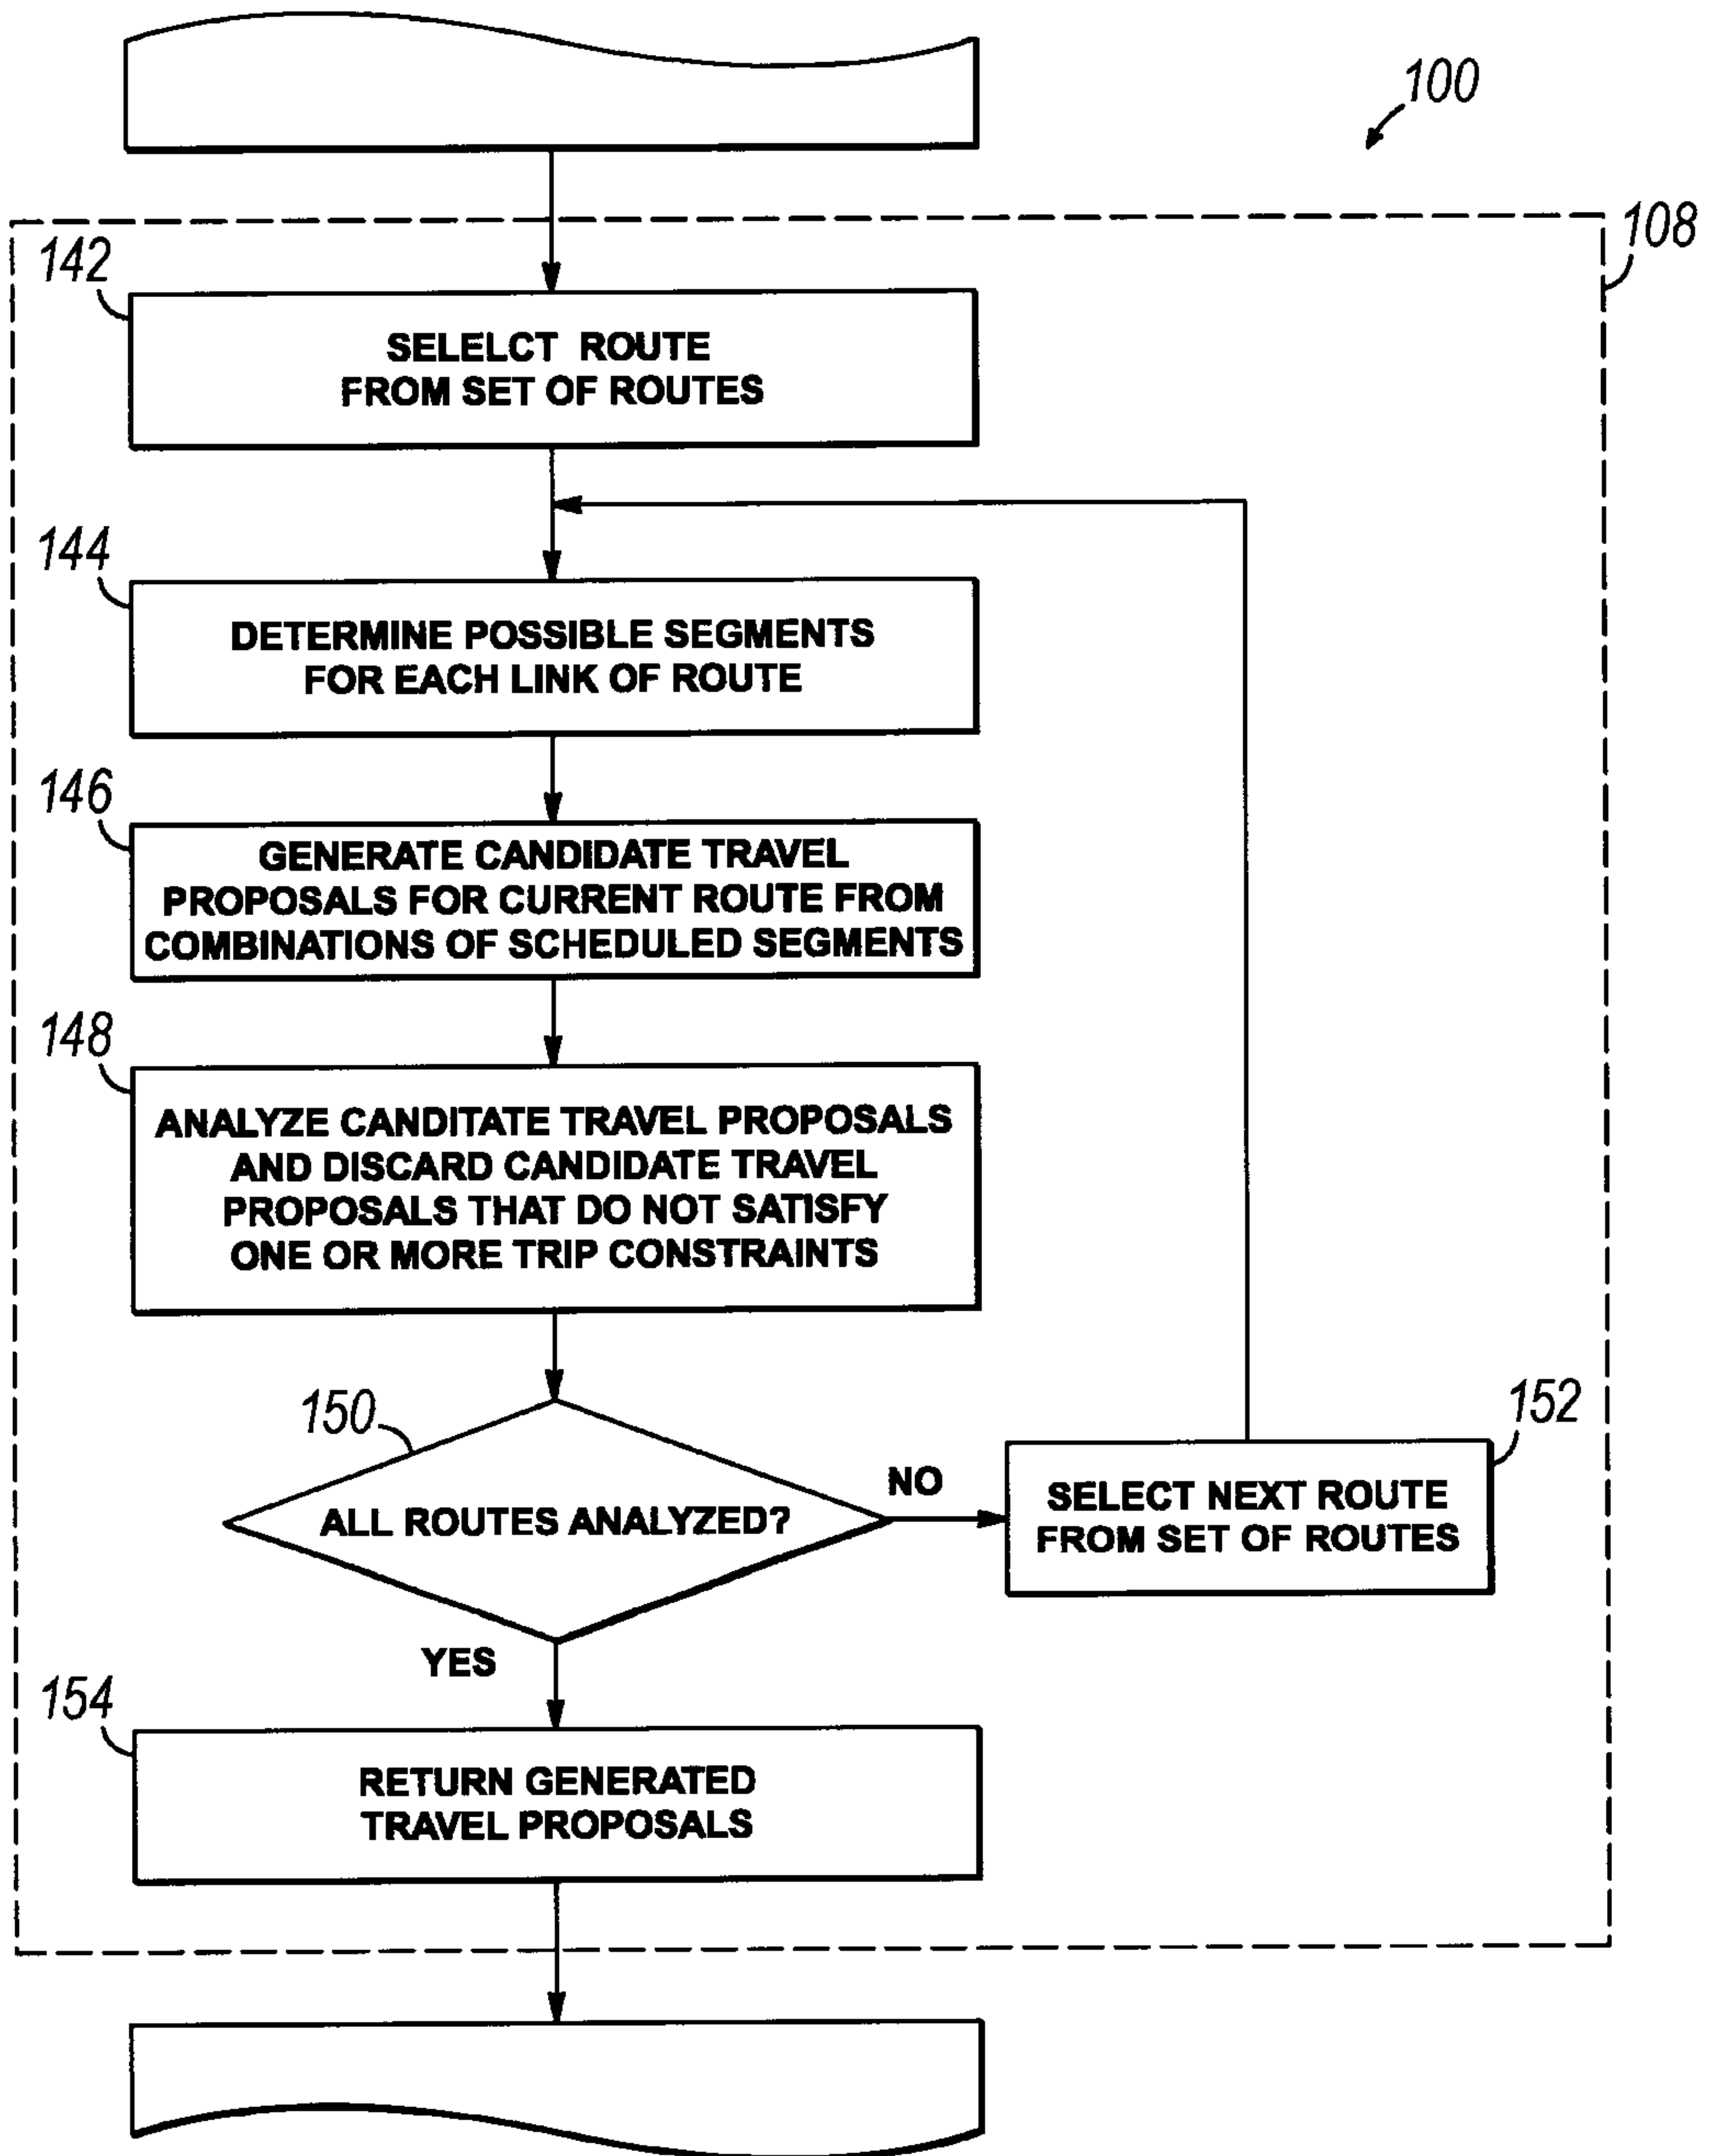 100
108
142
SELELCT ROUTE
FROM SET OF ROUTES
144
DETERMINE POSSIBLE SEGMENTS
FOR EACH LINK OF ROUTE
146
GENERATE CANDIDATE TRAVEL
PROPOSALS FOR CURRENT ROUTE FROM
COMBINATIONS OF SCHEDULED SEGMENTS
148
ANALYZE CANDITATE TRAVEL PROPOSALS
AND DISCARD CANDIDATE TRAVEL
PROPOSALS THAT DO NOT SATISFY
ONE OR MORE TRIP CONSTRAINTS
150
ALL ROUTES ANALYZED?
NO
152
SELECT NEXT ROUTE
FROM SET OF ROUTES
YES
154
RETURN GENERATED
TRAVEL PROPOSALS